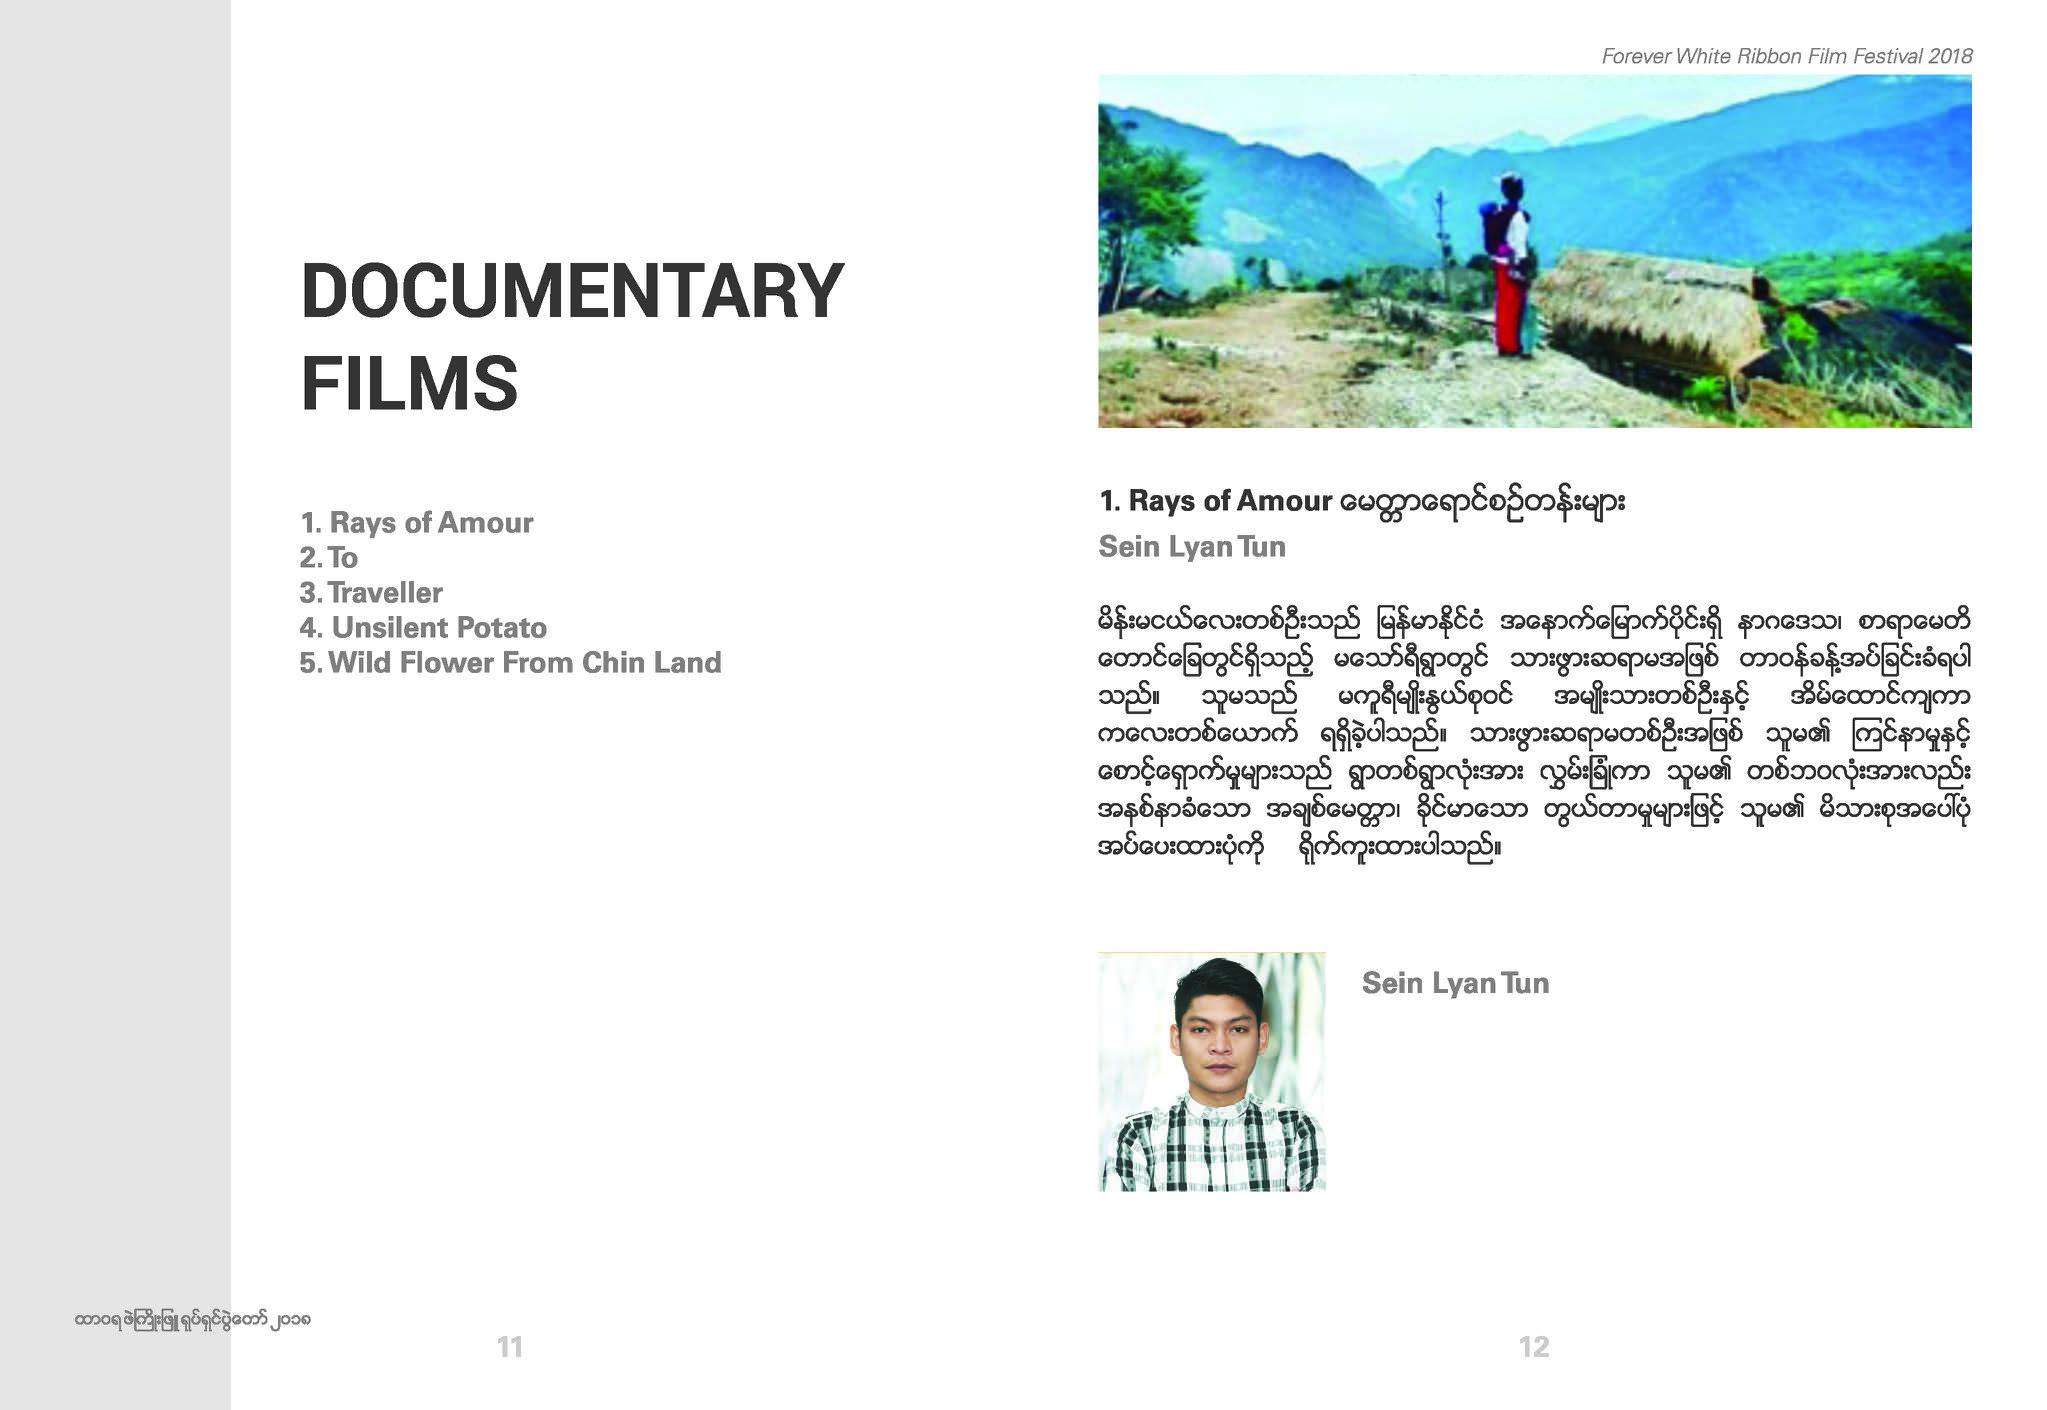 DOCUMENTARY
FILMS
1. Rays of Amour
2. To
3. Traveller
4. Unsilent Potato
5. Wild Flower From Chin Land
ထာဝရ ဖဲကြိုးဖြူ ရုပ်ရှင်ပွဲတော် ၂၀၁၈
11
Forever White Ribbon Film Festival 2018
1. Rays of Amour မေတ္တာရောင်စဉ်တန်းများ
Sein Lyan Tun
မိန်းမငယ်လေးတစ်ဦးသည် မြန်မာနိုင်ငံ အနောက်မြောက်ပိုင်းရှိ နာဂဒေသ၊ စာရာမေတိ
တောင်ခြေတွင်ရှိသည့် မသော်ရီရွာတွင် သားဖွားဆရာမအဖြစ် တာဝန်ခန့်အပ်ခြင်းခံရပါ
သည်။ သူမသည် မကူရီမျိုးနွယ်စုဝင် အမျိုးသားတစ်ဦးနှင့် အိမ်ထောင်ကျကာ
ကလေးတစ်ယောက် ရရှိခဲ့ပါသည်။ သားဖွားဆရာမတစ်ဦးအဖြစ် သူမ၏ ကြင်နာမှုနှင့်
စောင့်ရှောက်မှုများသည် ရွာတစ်ရွာလုံးအား လွှမ်းခြုံကာ သူမ၏ တစ်ဘဝလုံးအားလည်း
အနစ်နာခံသော အချစ်မေတ္တာ၊ ခိုင်မာသော တွယ်တာမှုများဖြင့် သူမ၏ မိသားစုအပေါ်ပုံ
အပ်ပေးထားပုံကို ရိုက်ကူးထားပါသည်။
Sein Lyan Tun
12